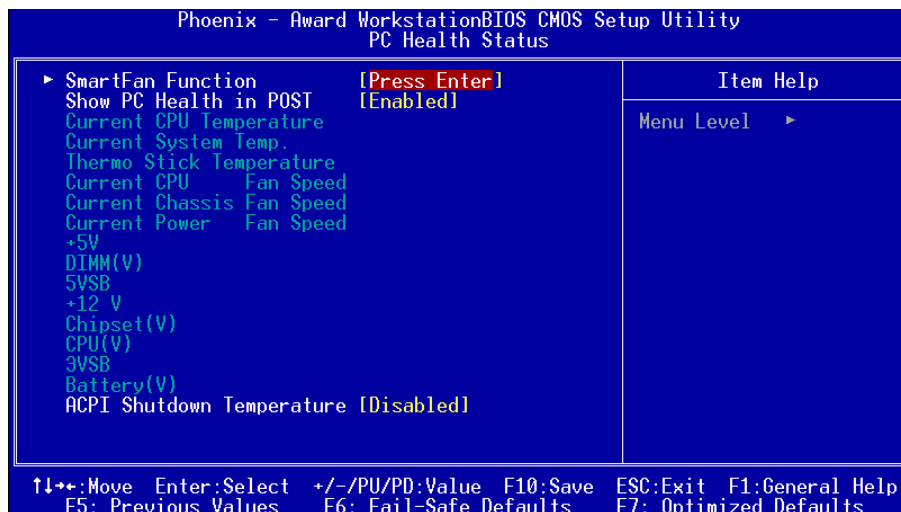 Phoenix - Award WorkstationBIOS CMOS Setup Utility
PC Health Status
► SmartFan Function [Press Enter]
Show PC Health in POST [Enabled]
Current CPU Temperature
Current System Temp.
Thermo Stick Temperature
Current CPU Fan Speed
Current Chassis Fan Speed
Current Power Fan Speed
+5V
DIMM(V)
5VSB
+12 V
Chipset(V)
CPU(V)
3VSB
Battery(V)
ACPI Shutdown Temperature [Disabled]
Item Help
Menu Level ►
↑↓→←:Move Enter:Select +/-/PU/PD:Value F10:Save ESC:Exit F1:General Help
F5: Previous Values F6: Fail-Safe Defaults F7: Optimized Defaults